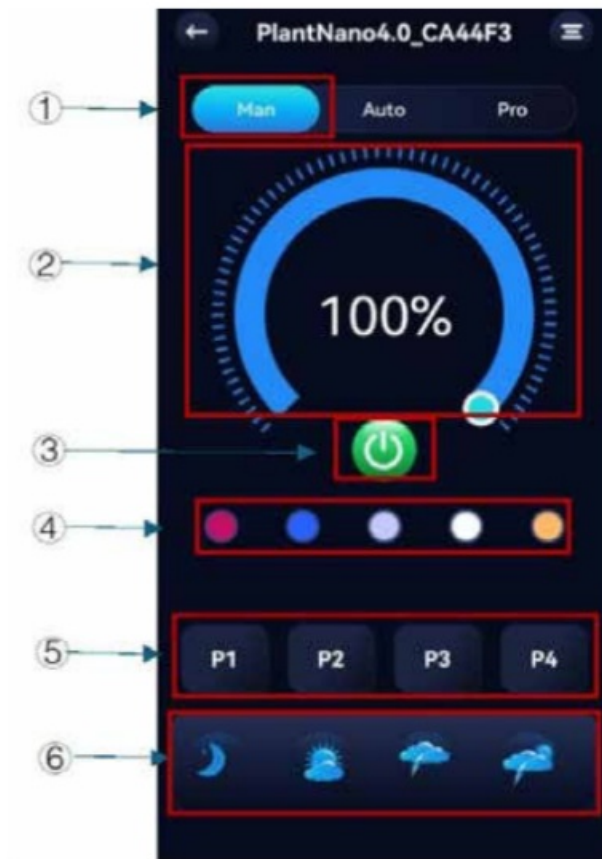 PlantNano4.0_CA44F3
① Man Auto Pro
② 100%
③
④
⑤ P1 P2 P3 P4
⑥